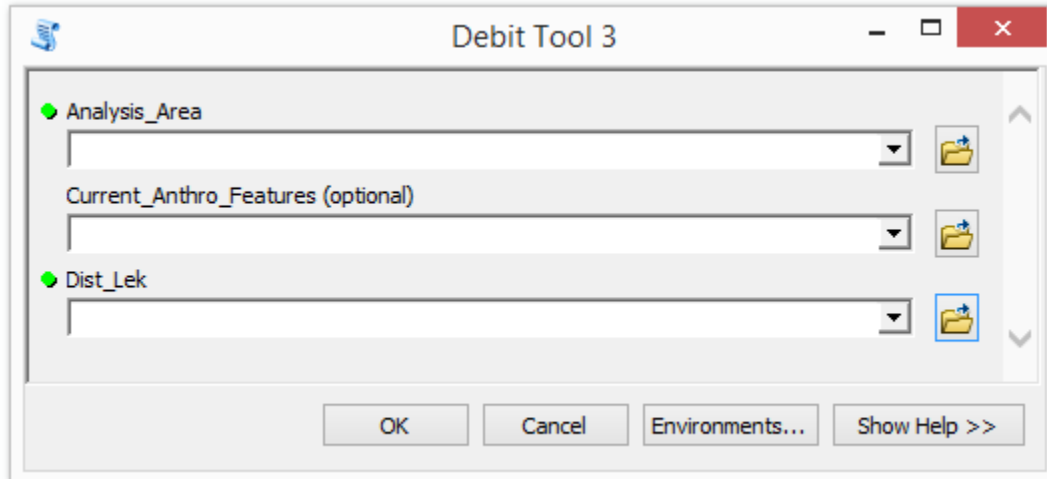 Debit Tool 3
Analysis_Area
Current_Anthro_Features (optional)
Dist_Lek
OK Cancel Environments... Show Help >>